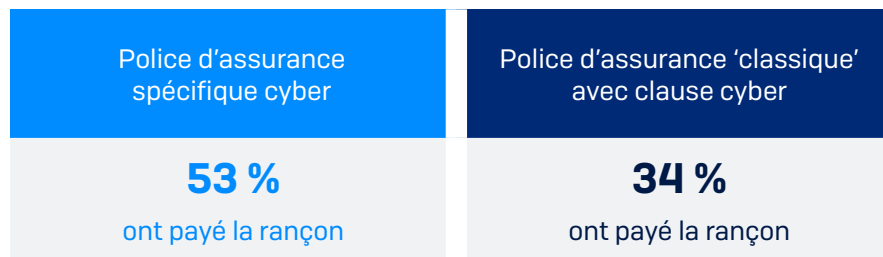 Police d'assurance
spécifique cyber
53 %
ont payé la rançon
Police d'assurance ‘classique’
avec clause cyber
34 %
ont payé la rançon